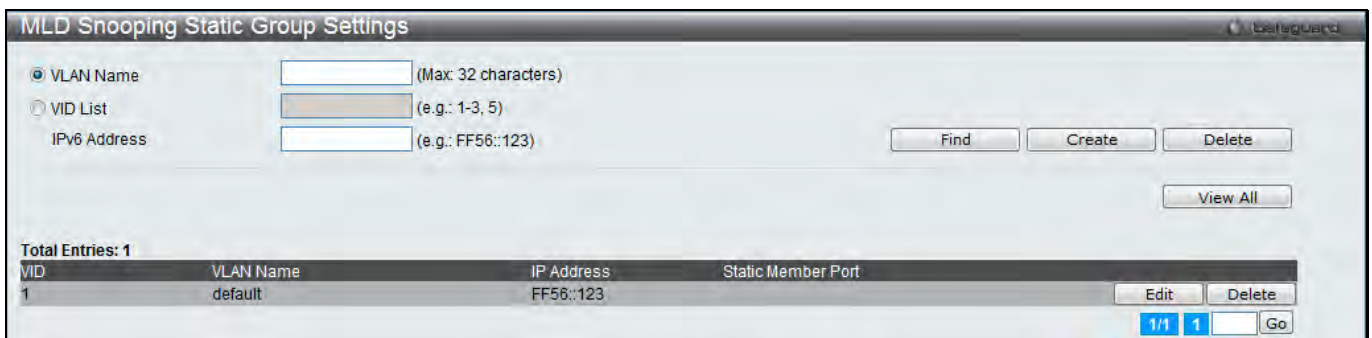 MLD Snooping Static Group Settings
Safeguard
VLAN Name (Max: 32 characters)
VID List (e.g.: 1-3, 5)
IPv6 Address (e.g.: FF56::123) Find Create Delete
View All
Total Entries: 1
VID VLAN Name IP Address Static Member Port
1 default FF56::123 Edit Delete
1/1 1 Go